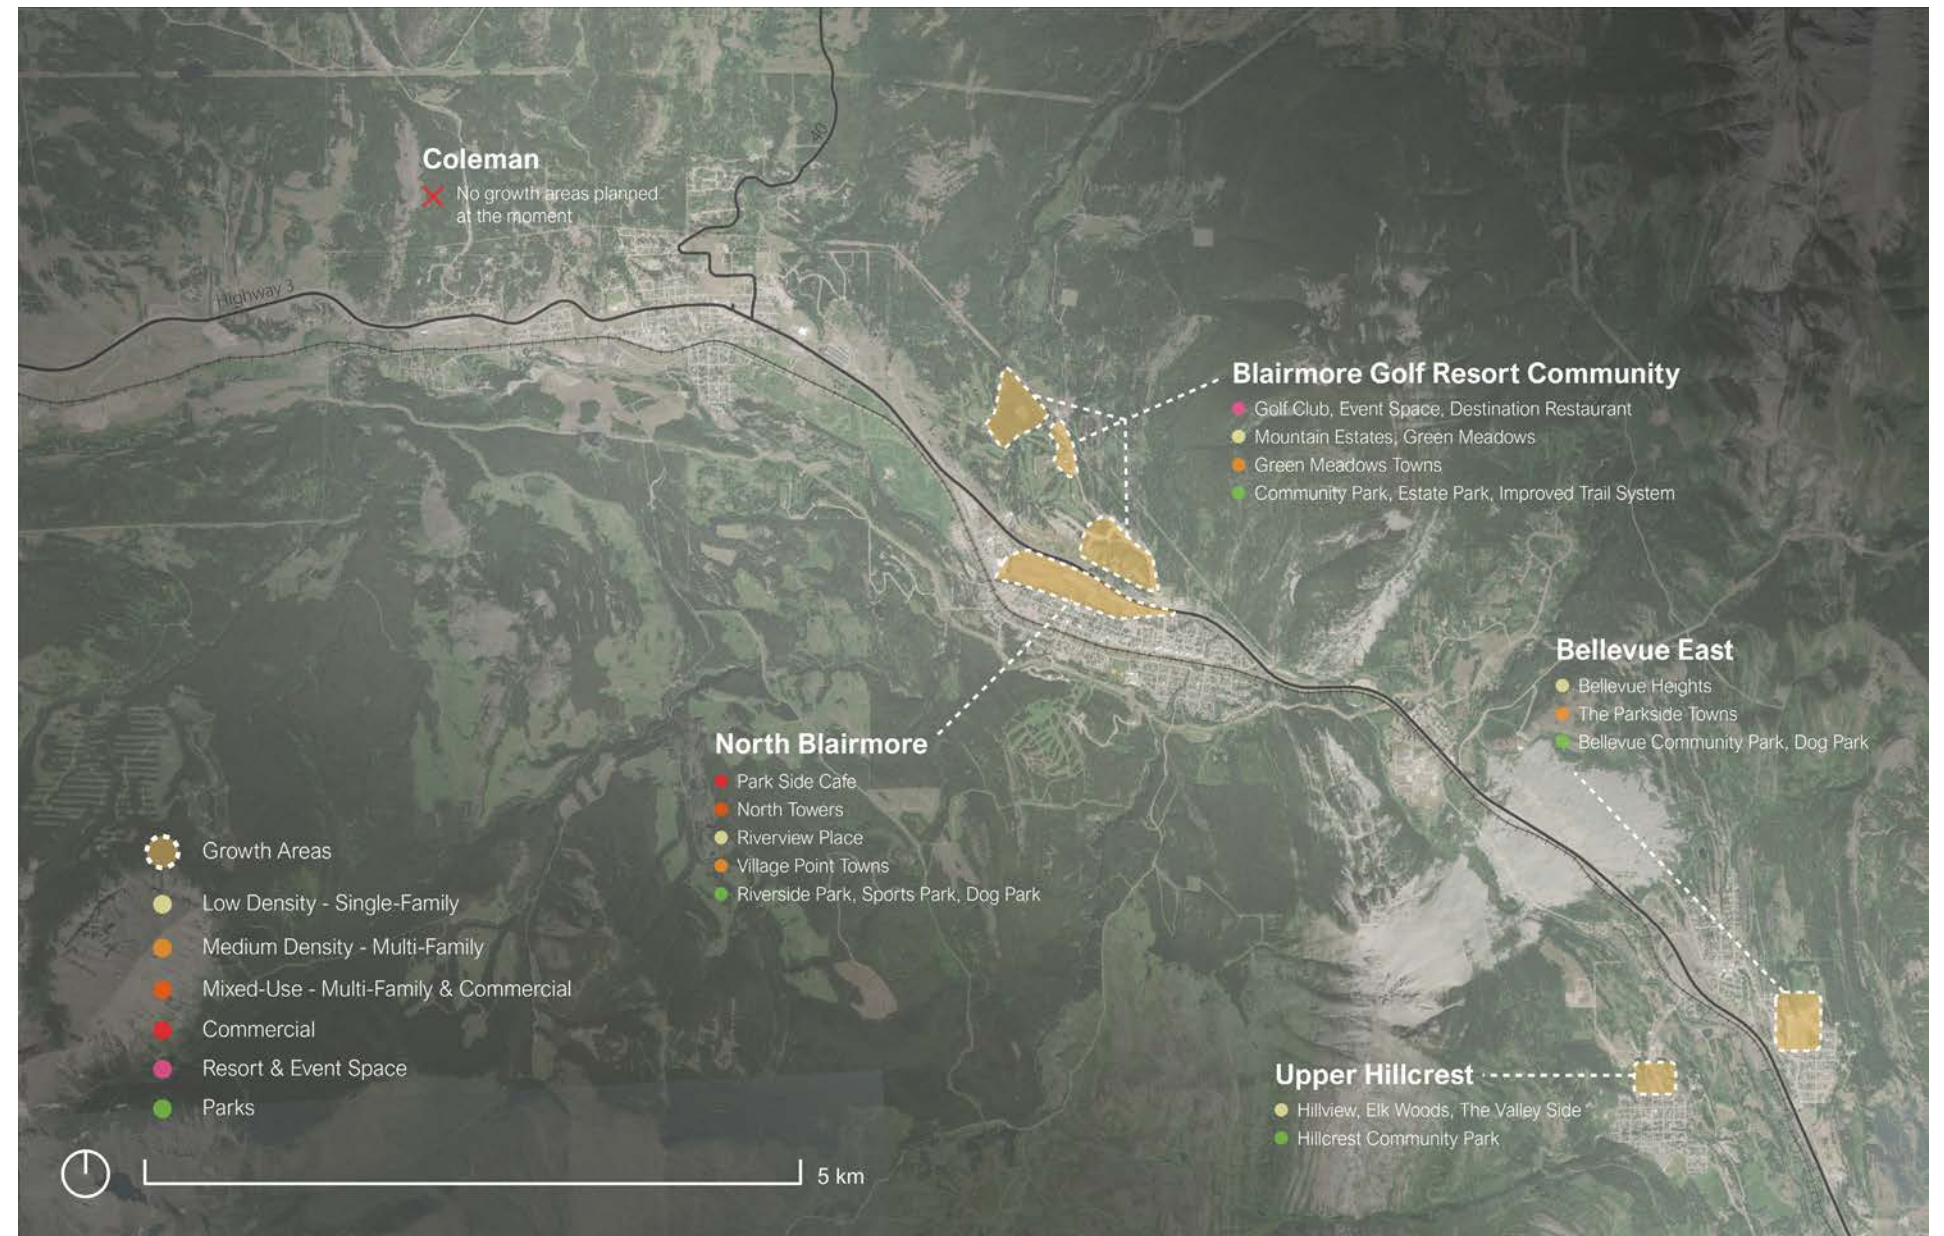 40
Coleman
No growth areas planned
at the moment
Highway 3
Blairmore Golf Resort Community
Golf Club, Event Space, Destination Restaurant
Mountain Estates, Green Meadows
Green Meadows Towns
Community Park, Estate Park, Improved Trail System
Bellevue East
Bellevue Heights
The Parkside Towns
Bellevue Community Park, Dog Park
North Blairmore
Park Side Cafe
North Towers
Riverview Place
Village Point Towns
Riverside Park, Sports Park, Dog Park
Growth Areas
Low Density - Single-Family
Medium Density - Multi-Family
Mixed-Use - Multi-Family & Commercial
Commercial
Resort & Event Space
Parks
5 km
Upper Hillcrest
Hillview, Elk Woods, The Valley Side
Hillcrest Community Park